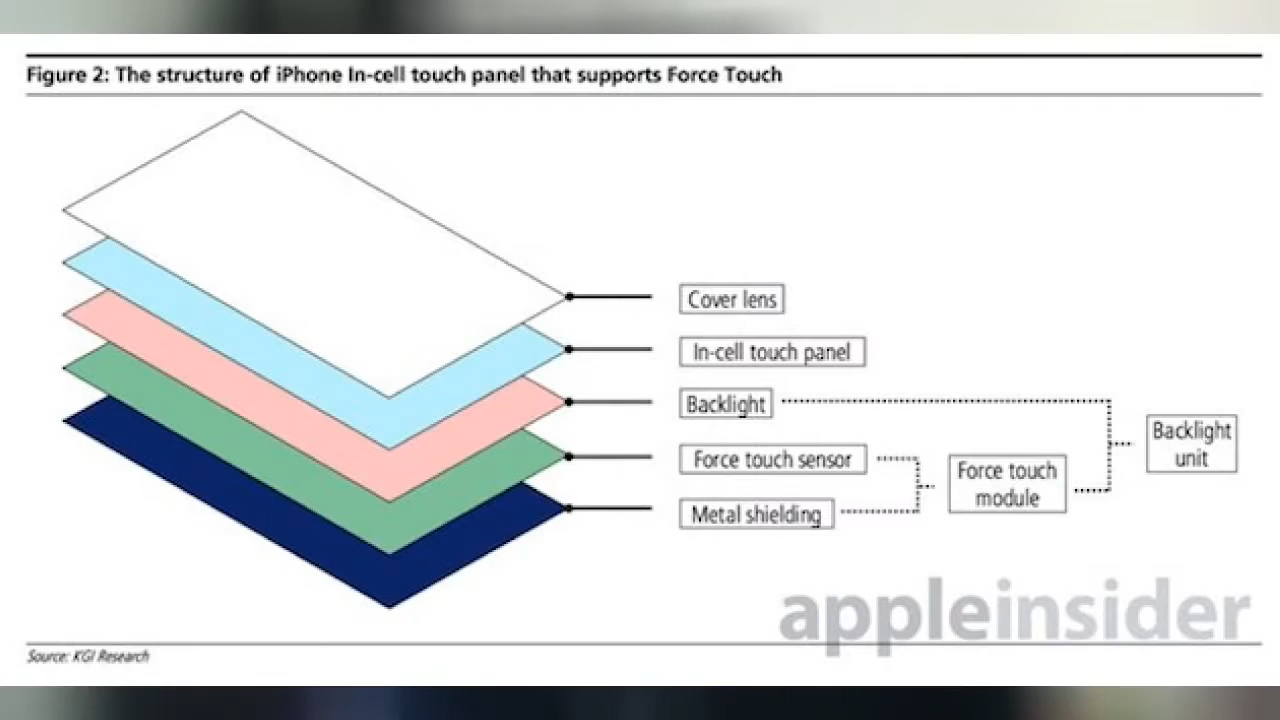 Figure 2: The structure of iPhone In-cell touch panel that supports Force Touch
Cover lens
In-cell touch panel
Backlight
Force touch sensor
Metal shielding
Force touch
module
Backlight
unit
appleinsider
Source: KGI Research